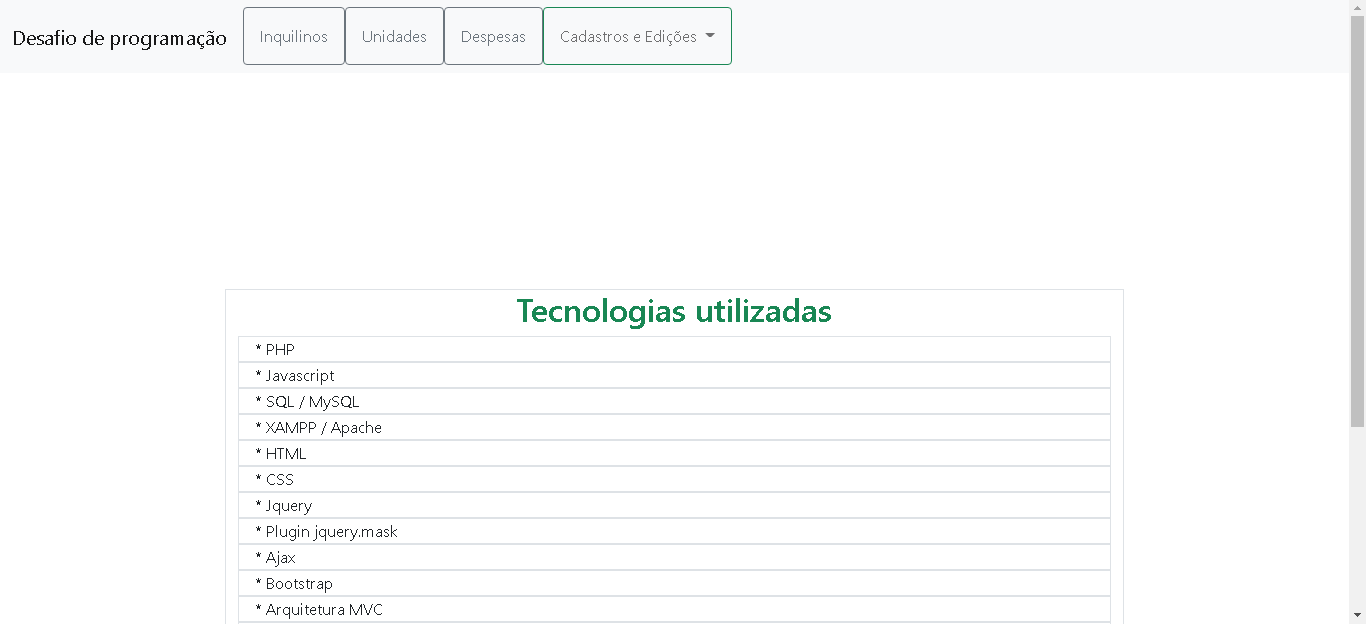 Desafio de programação Inquilinos Unidades Despesas Cadastros e Edições
Tecnologias utilizadas
* PHP
* Javascript
* SQL / MySQL
* XAMPP / Apache
* HTML
* CSS
* Jquery
* Plugin jquery.mask
* Ajax
* Bootstrap
* Arquitetura MVC